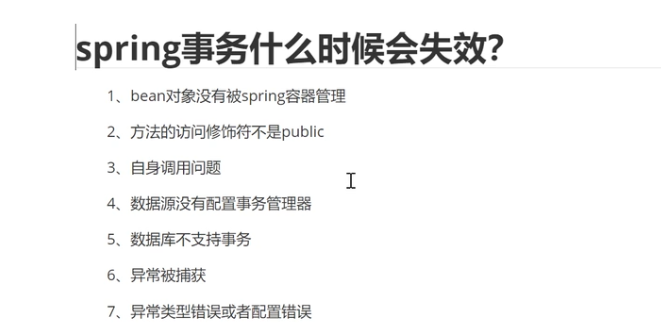 spring事务什么时候会失效?
1、bean对象没有被spring容器管理
2、方法的访问修饰符不是public
3、自身调用问题
4、数据源没有配置事务管理器
5、数据库不支持事务
6、异常被捕获
7、异常类型错误或者配置错误